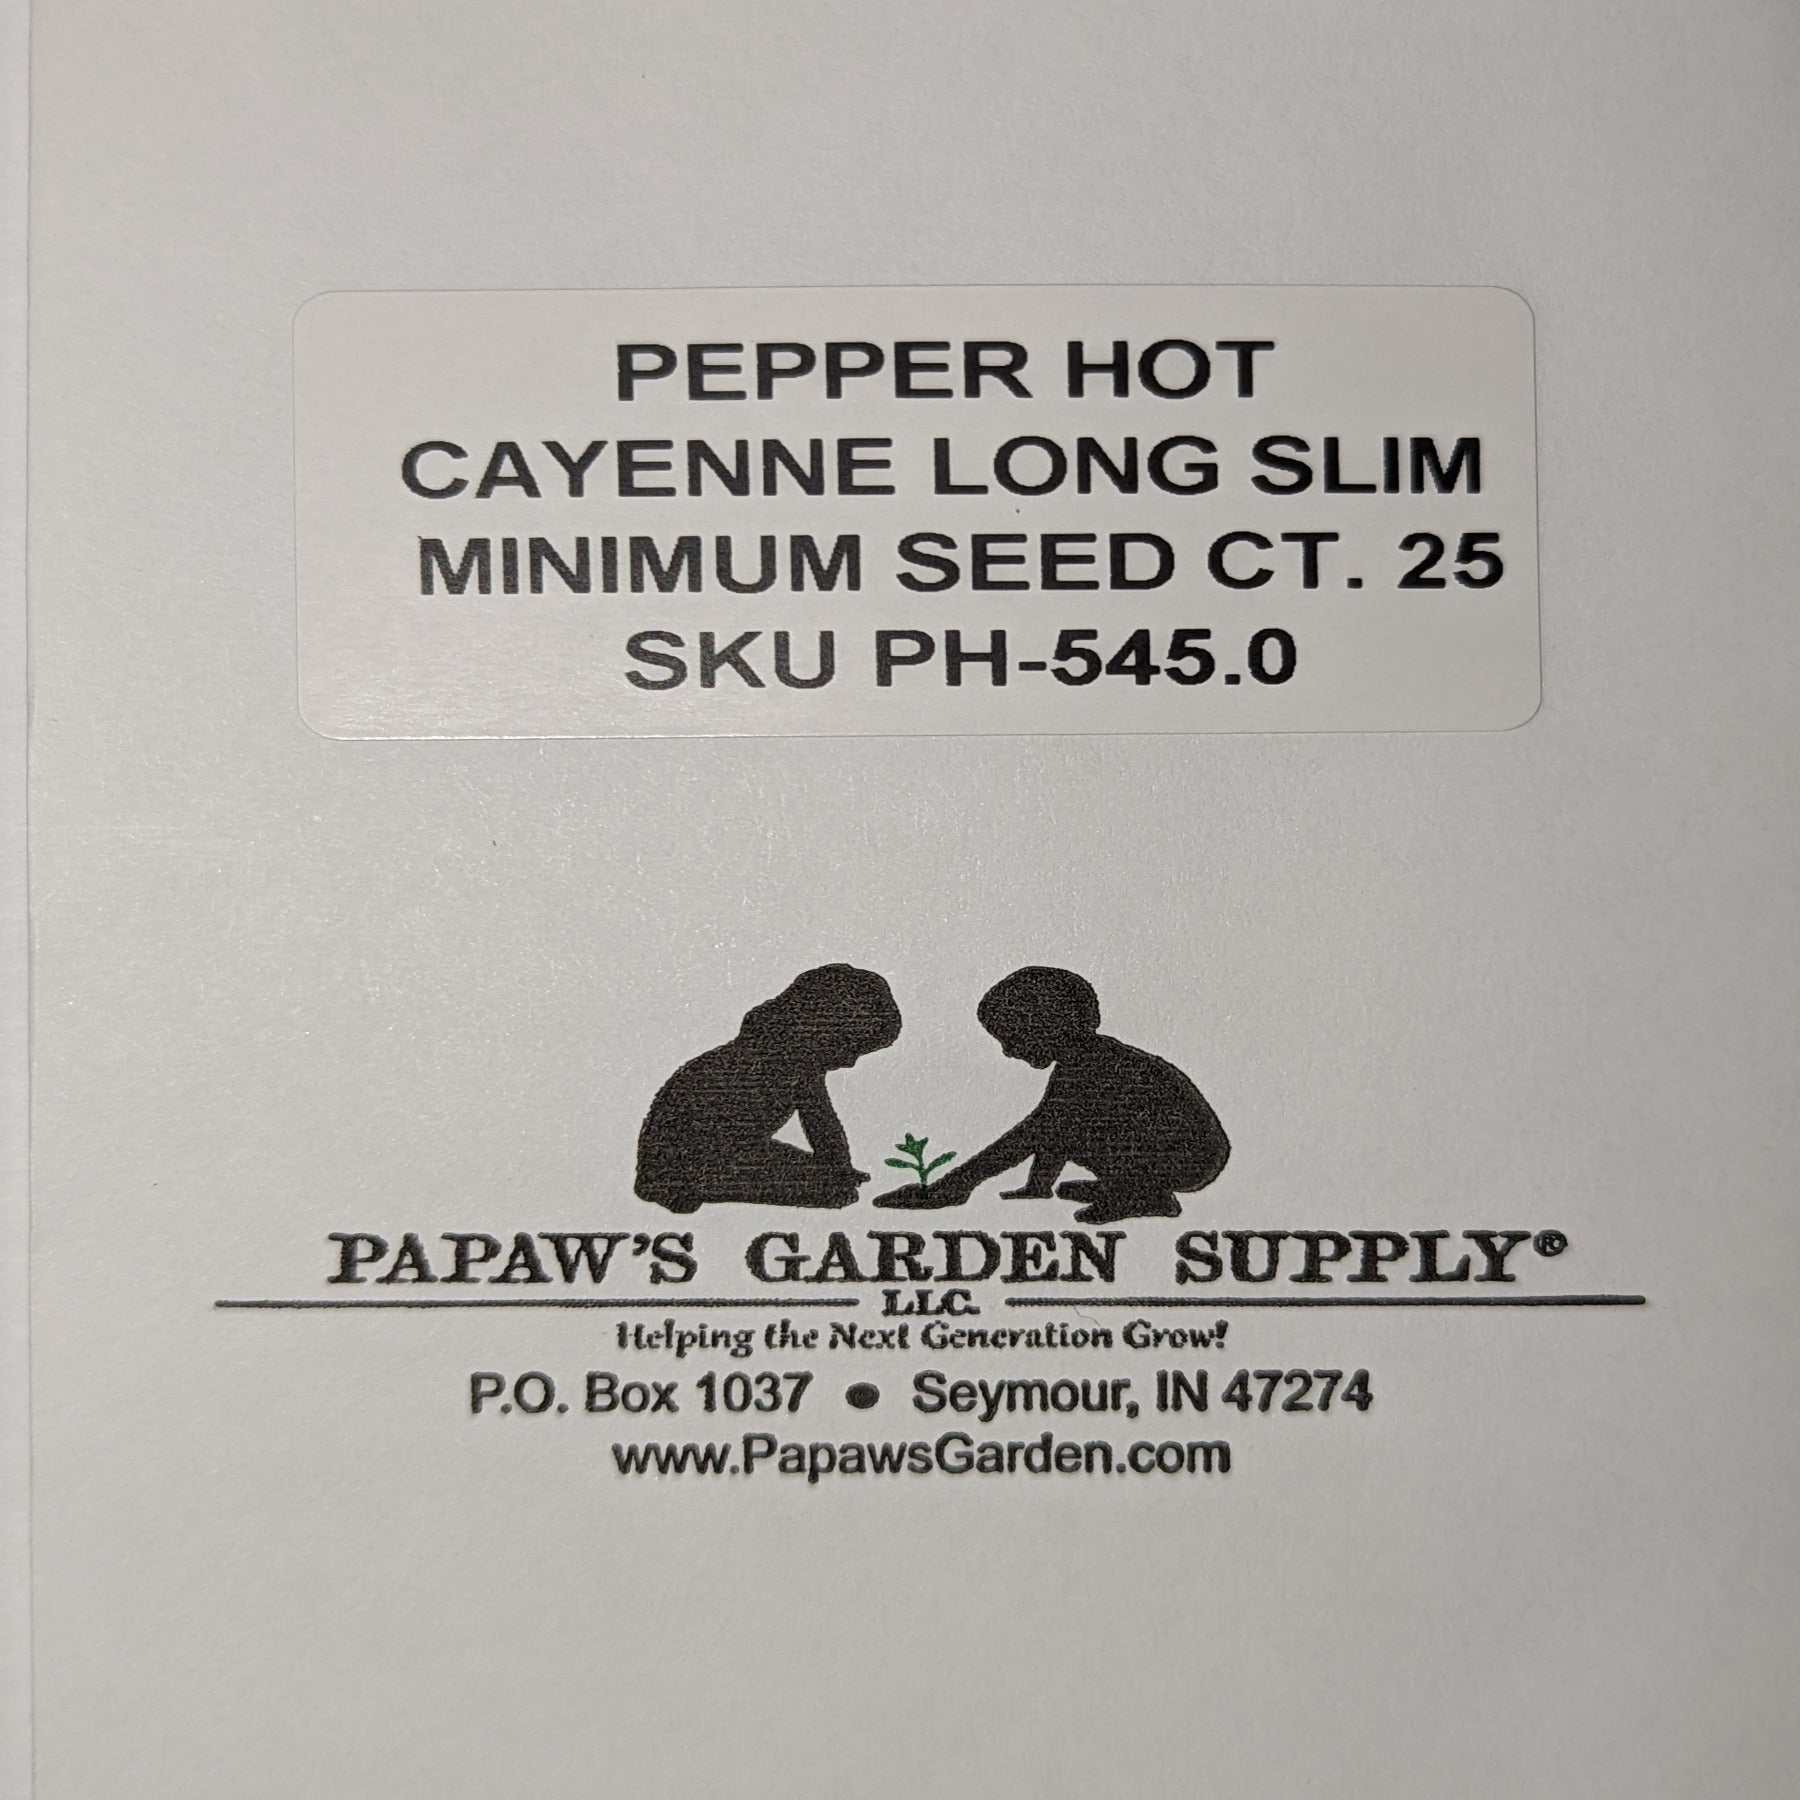 PEPPER HOT
CAYENNE LONG SLIM
MINIMUM SEED CT. 25
SKU PH-545.0
PAPAW'S GARDEN SUPPLY®
LLC.
Helping the Next Generation Grow!
P.O. Box 1037 ● Seymour, IN 47274
www.PapawsGarden.com